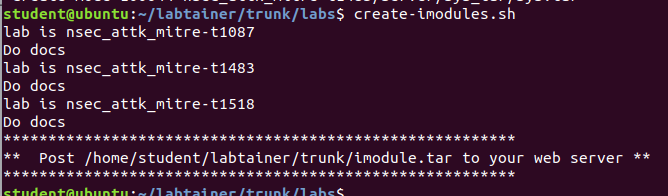 student@ubuntu:~/labtainer/trunk/labs$ create-imodules.sh
lab is nsec_attk_mitre-t1087
Do docs
lab is nsec_attk_mitre-t1483
Do docs
lab is nsec_attk_mitre-t1518
Do docs
*********************************************************
**  Post /home/student/labtainer/trunk/imodule.tar to your web server **
*********************************************************
student@ubuntu:~/labtainer/trunk/labs$